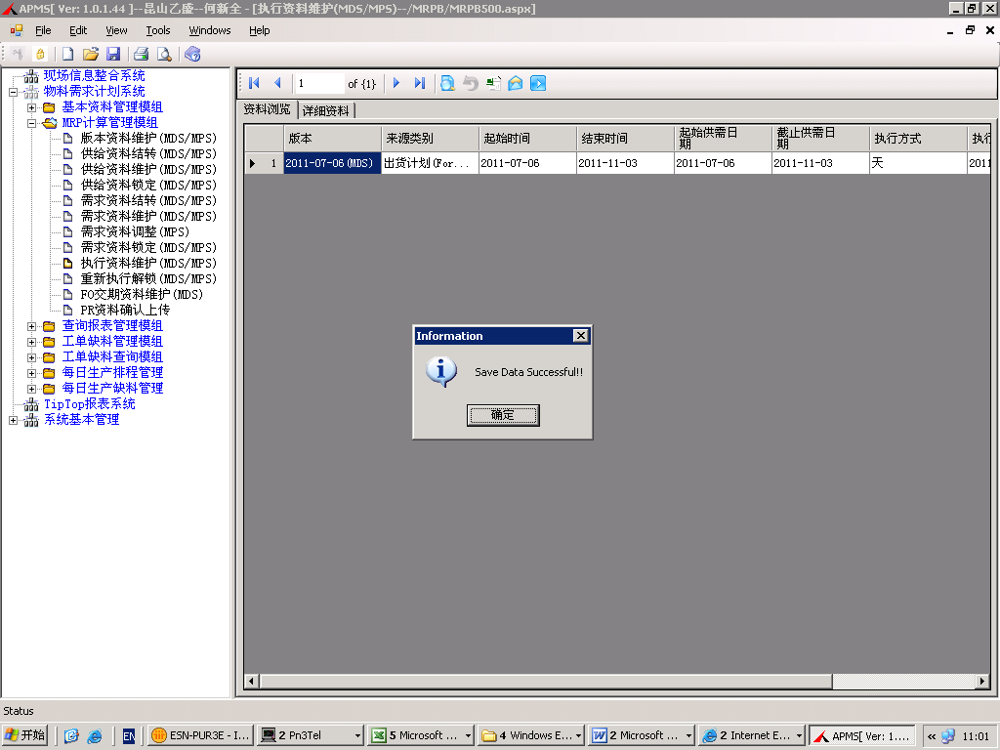 APMS[ Ver: 1.0.1.44 ]--昆山乙盛--何新全 - [执行资料维护(MDS/MPS)--/MRPB/MRPB500.aspx]
File Edit View Tools Windows Help
1 of {1}
现场信息整合系统
物料需求计划系统
基本资料管理模组
MRP计算管理模组
版本资料维护(MDS/MPS)
供给资料结转(MDS/MPS)
供给资料维护(MDS/MPS)
供给资料锁定(MDS/MPS)
需求资料结转(MDS/MPS)
需求资料维护(MDS/MPS)
需求资料调整(MPS)
需求资料锁定(MDS/MPS)
执行资料维护(MDS/MPS)
重新执行解锁(MDS/MPS)
FO交期资料维护(MDS)
PR资料确认上传
查询报表管理模组
工单缺料管理模组
工单缺料查询模组
每日生产排程管理
每日生产缺料管理
TipTop报表系统
系统基本管理
资料浏览 详细资料
版本 来源类别 起始时间 结束时间 起始供需日期 截止供需日期 执行方式 执行
1 2011-07-06(MDS) 出货计划(For... 2011-07-06 2011-11-03 2011-07-06 2011-11-03 天 2011
Information
Save Data Successful!!
确定
Status
开始 EN ESN-PUR3E - I... 2 Pn3Tel 5 Microsoft ... 4 Windows E... 2 Microsoft ... 2 Internet E... APMS[ Ver: 1.... « 11:01